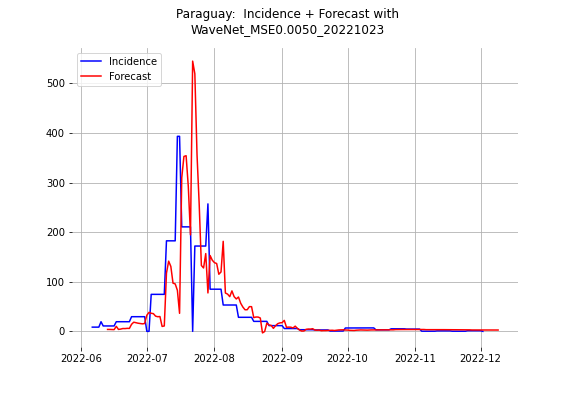 Paraguay:  Incidence + Forecast with
WaveNet_MSE0.0050_20221023
Incidence
Forecast
500
400
300
200
100
0
2022-06 2022-07 2022-08 2022-09 2022-10 2022-11 2022-12